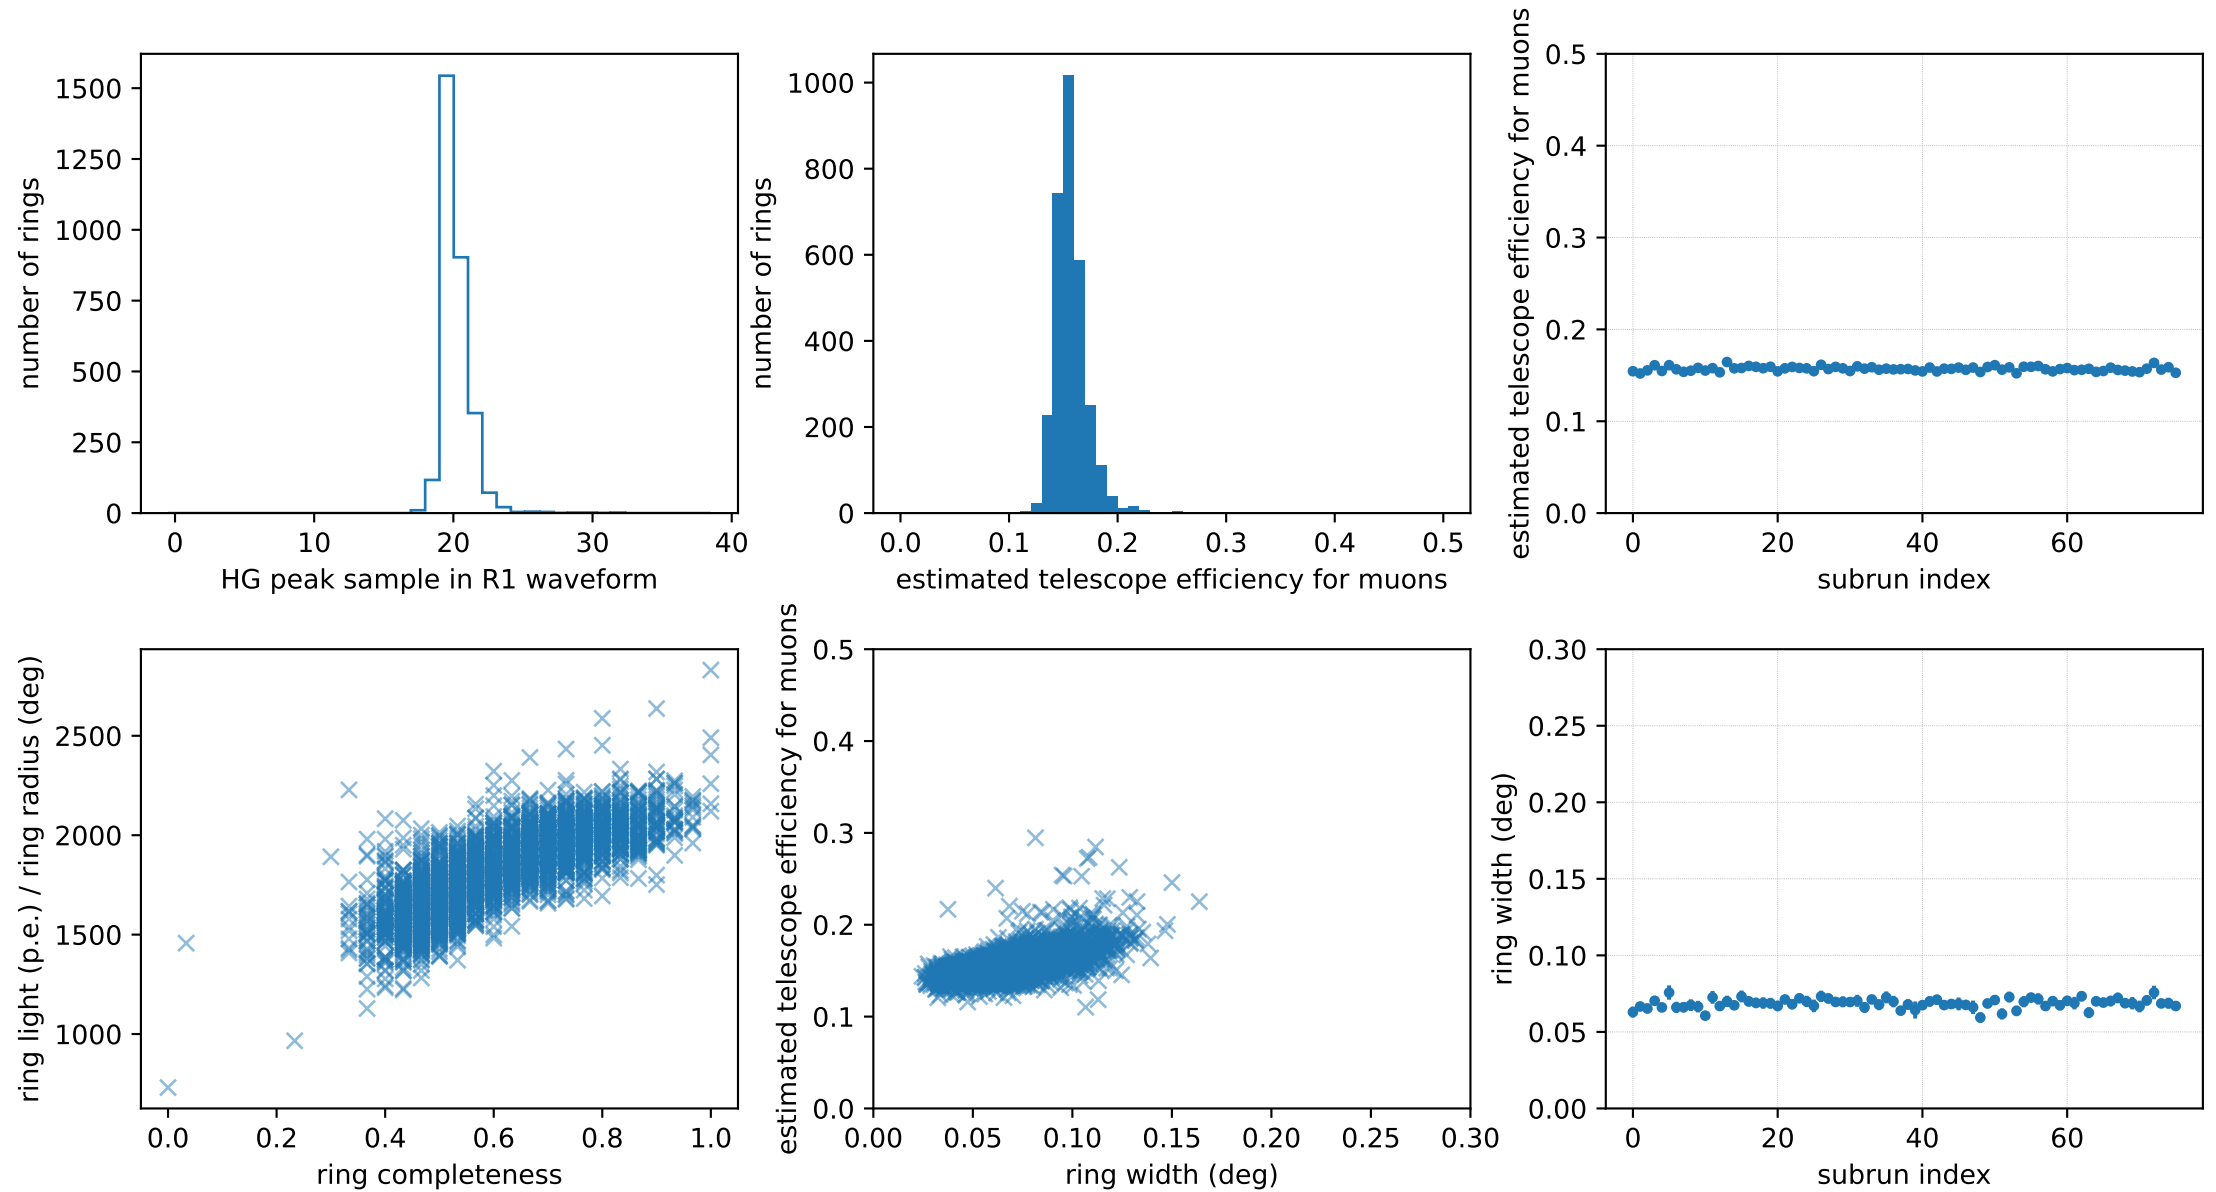 1500
1250
1000
750
500
250
0
number of rings
0 10 20 30 40
HG peak sample in R1 waveform
1000
800
600
400
200
0
number of rings
0.0 0.1 0.2 0.3 0.4 0.5
estimated telescope efficiency for muons
0.5
0.4
0.3
0.2
0.1
0.0
estimated telescope efficiency for muons
0 20 40 60
subrun index
2500
2000
1500
1000
ring light (p.e.) / ring radius (deg)
0.0 0.2 0.4 0.6 0.8 1.0
ring completeness
0.5
0.4
0.3
0.2
0.1
0.0
estimated telescope efficiency for muons
0.00 0.05 0.10 0.15 0.20 0.25 0.30
ring width (deg)
0.30
0.25
0.20
0.15
0.10
0.05
0.00
ring width (deg)
0 20 40 60
subrun index